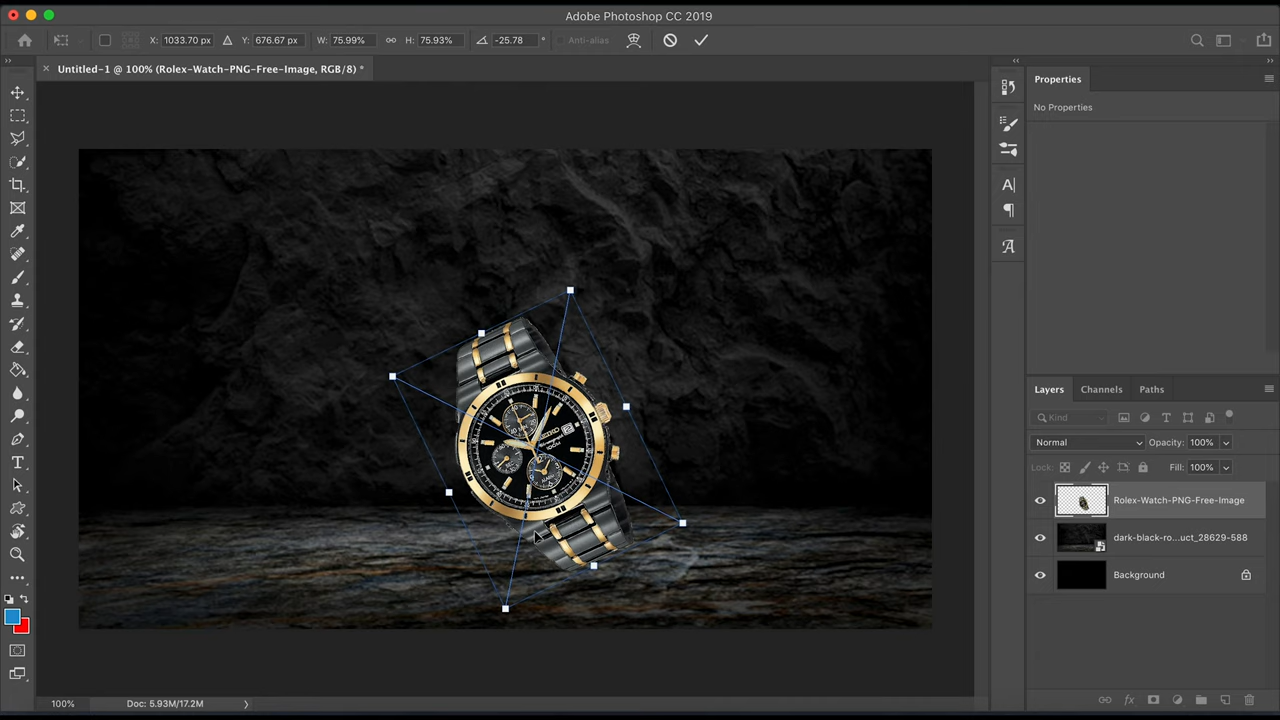 Adobe Photoshop CC 2019
X: 1033.70 px Y: 676.67 px W: 75.99% H: 75.93% -25.78 ° Anti-alias
× Untitled-1 @ 100% (Rolex-Watch-PNG-Free-Image, RGB/8) *
Properties
No Properties
SEIKO
Layers Channels Paths
Kind
Normal Opacity: 100%
Lock: Fill: 100%
Rolex-Watch-PNG-Free-Image
dark-black-ro...uct_28629-588
Background
100% Doc: 5.93M/17.2M